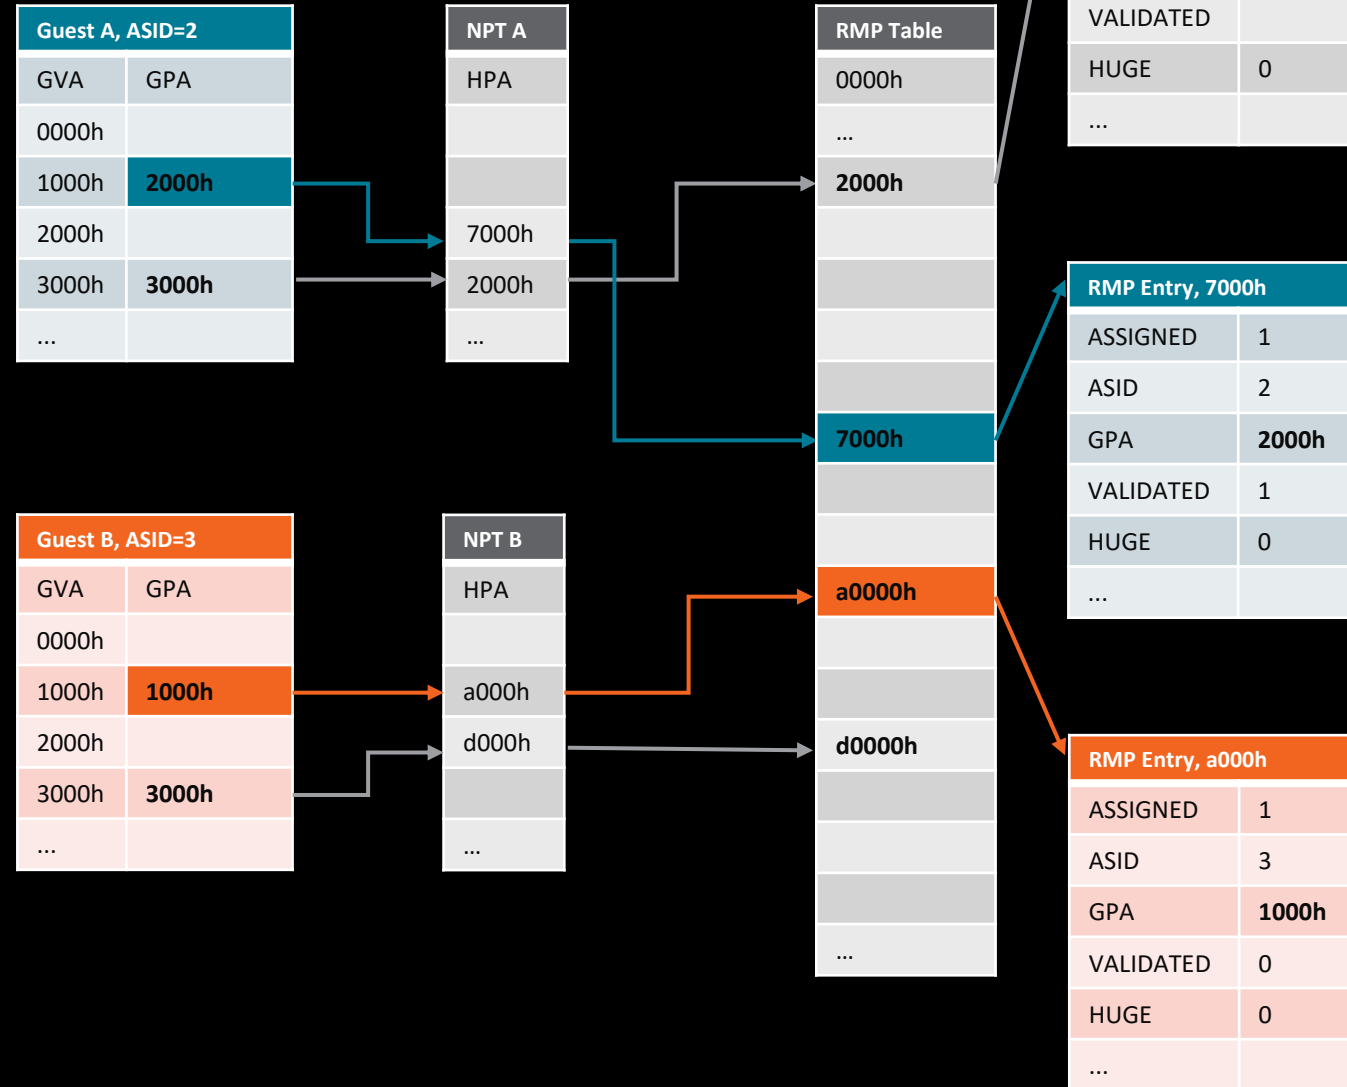 Guest A, ASID=2
GVA GPA
0000h
1000h 2000h
2000h
3000h 3000h
...
NPT A
HPA
7000h
2000h
...
RMP Table
0000h
...
2000h
7000h
a0000h
d0000h
...
VALIDATED
HUGE 0
...
RMP Entry, 7000h
ASSIGNED 1
ASID 2
GPA 2000h
VALIDATED 1
HUGE 0
...
Guest B, ASID=3
GVA GPA
0000h
1000h 1000h
2000h
3000h 3000h
...
NPT B
HPA
a000h
d000h
...
RMP Entry, a000h
ASSIGNED 1
ASID 3
GPA 1000h
VALIDATED 0
HUGE 0
...